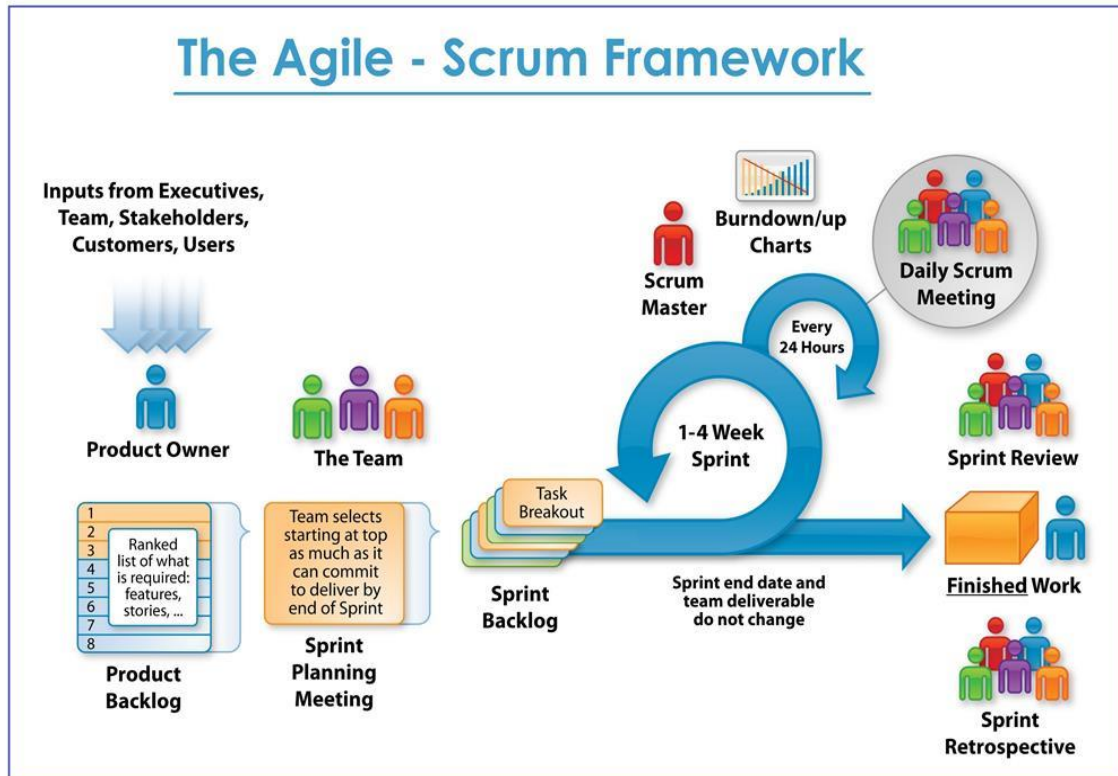 The Agile - Scrum Framework
Inputs from Executives,
Team, Stakeholders,
Customers, Users
Product Owner
The Team
1
2
3
4
5
6
7
8
Ranked
list of what
is required:
features,
stories, ...
Product
Backlog
Team selects
starting at top
as much as it
can commit
to deliver by
end of Sprint
Sprint
Planning
Meeting
Task
Breakout
Sprint
Backlog
Scrum
Master
Burndown/up
Charts
Daily Scrum
Meeting
Every
24 Hours
1-4 Week
Sprint
Sprint end date and
team deliverable
do not change
Sprint Review
Finished Work
Sprint
Retrospective